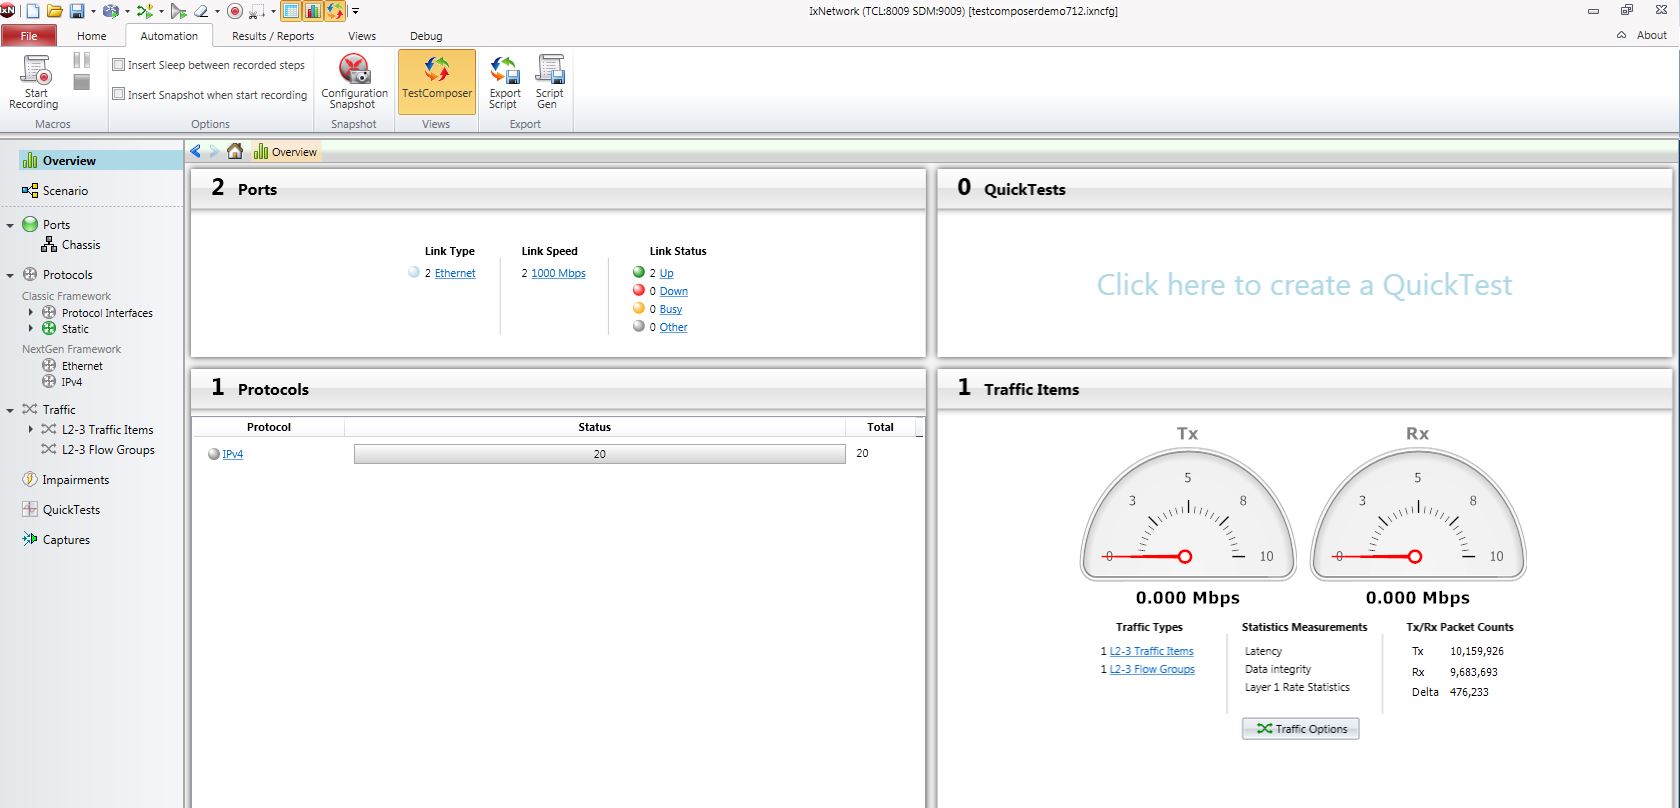 IxN
IxNetwork (TCL:8009 SDM:9009) [testcomposerdemo712.ixncfg]
File Home Automation Results / Reports Views Debug About
Start Recording
Macros
Insert Sleep between recorded steps
Insert Snapshot when start recording
Options
Configuration Snapshot
Snapshot
TestComposer
Views
Export Script
Script Gen
Export
Overview
Scenario
Ports
Chassis
Protocols
Classic Framework
Protocol Interfaces
Static
NextGen Framework
Ethernet
IPv4
Traffic
L2-3 Traffic Items
L2-3 Flow Groups
Impairments
QuickTests
Captures
Overview
2 Ports
Link Type Link Speed Link Status
2 Ethernet 2 1000 Mbps 2 Up
0 Down
0 Busy
0 Other
0 QuickTests
Click here to create a QuickTest
1 Protocols
Protocol Status Total
IPv4 20 20
1 Traffic Items
Tx Rx
0 3 5 8 10 0 3 5 8 10
0.000 Mbps 0.000 Mbps
Traffic Types Statistics Measurements Tx/Rx Packet Counts
1 L2-3 Traffic Items Latency Tx 10,159,926
1 L2-3 Flow Groups Data integrity Rx 9,683,693
Layer 1 Rate Statistics Delta 476,233
Traffic Options